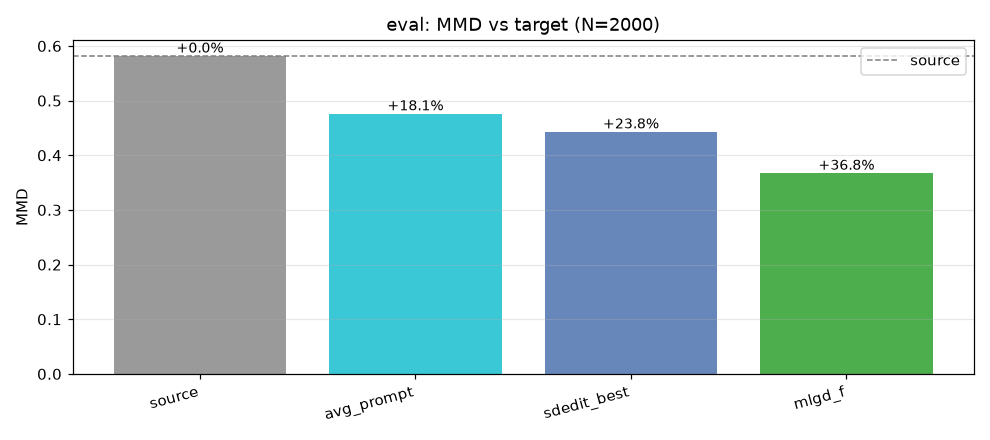 eval: MMD vs target (N=2000)
source
+0.0%
+18.1%
+23.8%
+36.8%
MMD
0.6
0.5
0.4
0.3
0.2
0.1
0.0
source
avg_prompt
sdedit_best
mlgd_f